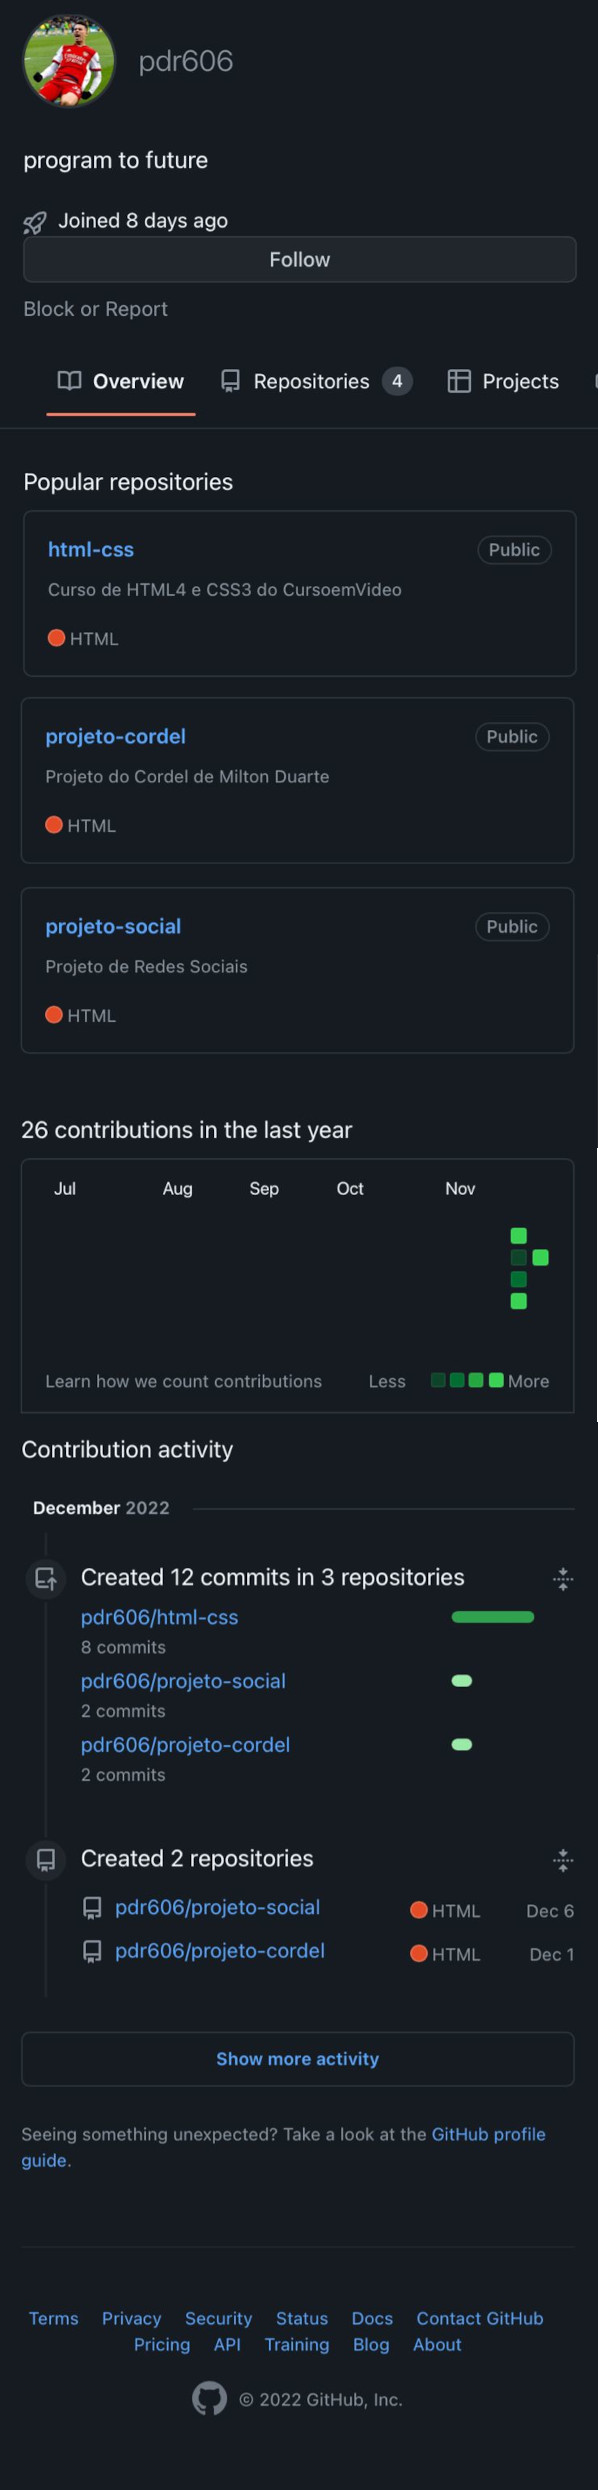 pdr606
program to future
Joined 8 days ago
Follow
Block or Report
Overview Repositories 4 Projects
Popular repositories
html-css Public
Curso de HTML4 e CSS3 do CursoemVideo
HTML
projeto-cordel Public
Projeto do Cordel de Milton Duarte
HTML
projeto-social Public
Projeto de Redes Sociais
HTML
26 contributions in the last year
Jul Aug Sep Oct Nov
Learn how we count contributions Less More
Contribution activity
December 2022
Created 12 commits in 3 repositories
pdr606/html-css
8 commits
pdr606/projeto-social
2 commits
pdr606/projeto-cordel
2 commits
Created 2 repositories
pdr606/projeto-social HTML Dec 6
pdr606/projeto-cordel HTML Dec 1
Show more activity
Seeing something unexpected? Take a look at the GitHub profile
guide.
Terms Privacy Security Status Docs Contact GitHub
Pricing API Training Blog About
© 2022 GitHub, Inc.